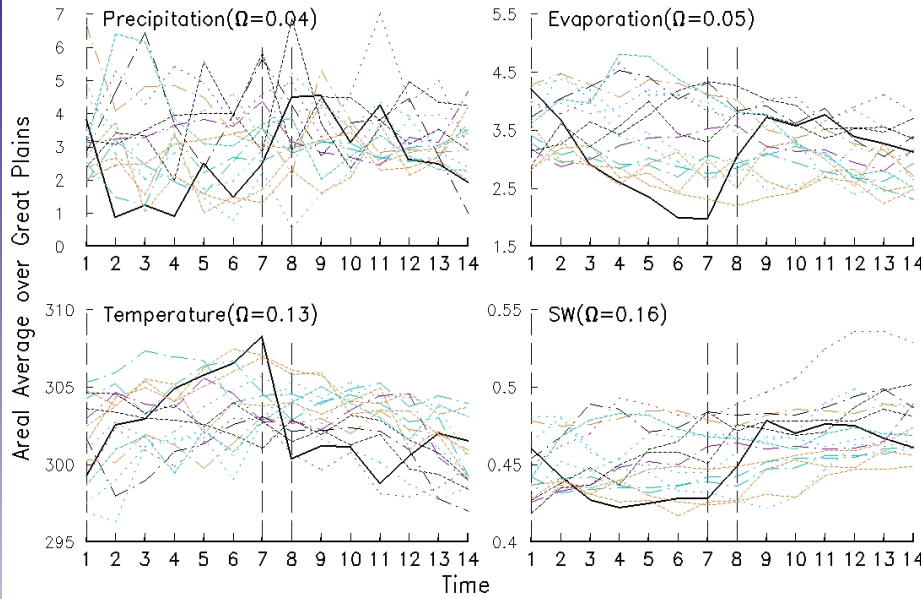 Precipitation(Ω=0.04)
7
6
5
4
3
2
1
0
1 2 3 4 5 6 7 8 9 10 11 12 13 14
Evaporation(Ω=0.05)
5.5
4.5
3.5
2.5
1.5
1 2 3 4 5 6 7 8 9 10 11 12 13 14
Areal Average over Great Plains
Temperature(Ω=0.13)
310
305
300
295
1 2 3 4 5 6 7 8 9 10 11 12 13 14
SW(Ω=0.16)
0.55
0.5
0.45
0.4
1 2 3 4 5 6 7 8 9 10 11 12 13 14
Time